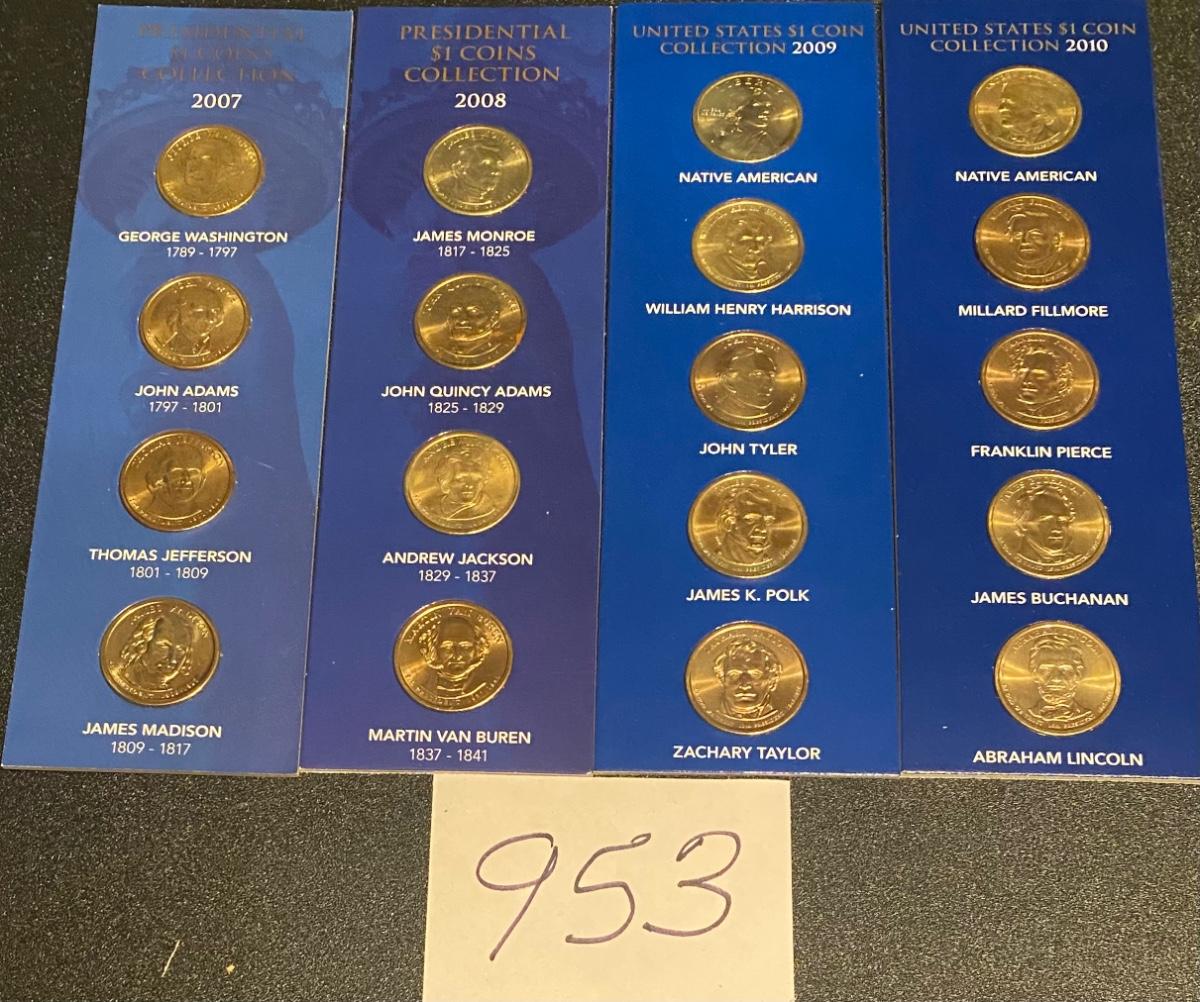 PRESIDENTIAL
$1 COINS
COLLECTION
2007
GEORGE WASHINGTON
1789 - 1797
JOHN ADAMS
1797 - 1801
THOMAS JEFFERSON
1801 - 1809
JAMES MADISON
1809 - 1817
PRESIDENTIAL
$1 COINS
COLLECTION
2008
JAMES MONROE
1817 - 1825
JOHN QUINCY ADAMS
1825 - 1829
ANDREW JACKSON
1829 - 1837
MARTIN VAN BUREN
1837 - 1841
UNITED STATES $1 COIN
COLLECTION 2009
LIBERTY
NATIVE AMERICAN
WILLIAM HENRY HARRISON
JOHN TYLER
JAMES K. POLK
ZACHARY TAYLOR
UNITED STATES $1 COIN
COLLECTION 2010
NATIVE AMERICAN
MILLARD FILLMORE
FRANKLIN PIERCE
JAMES BUCHANAN
ABRAHAM LINCOLN
953